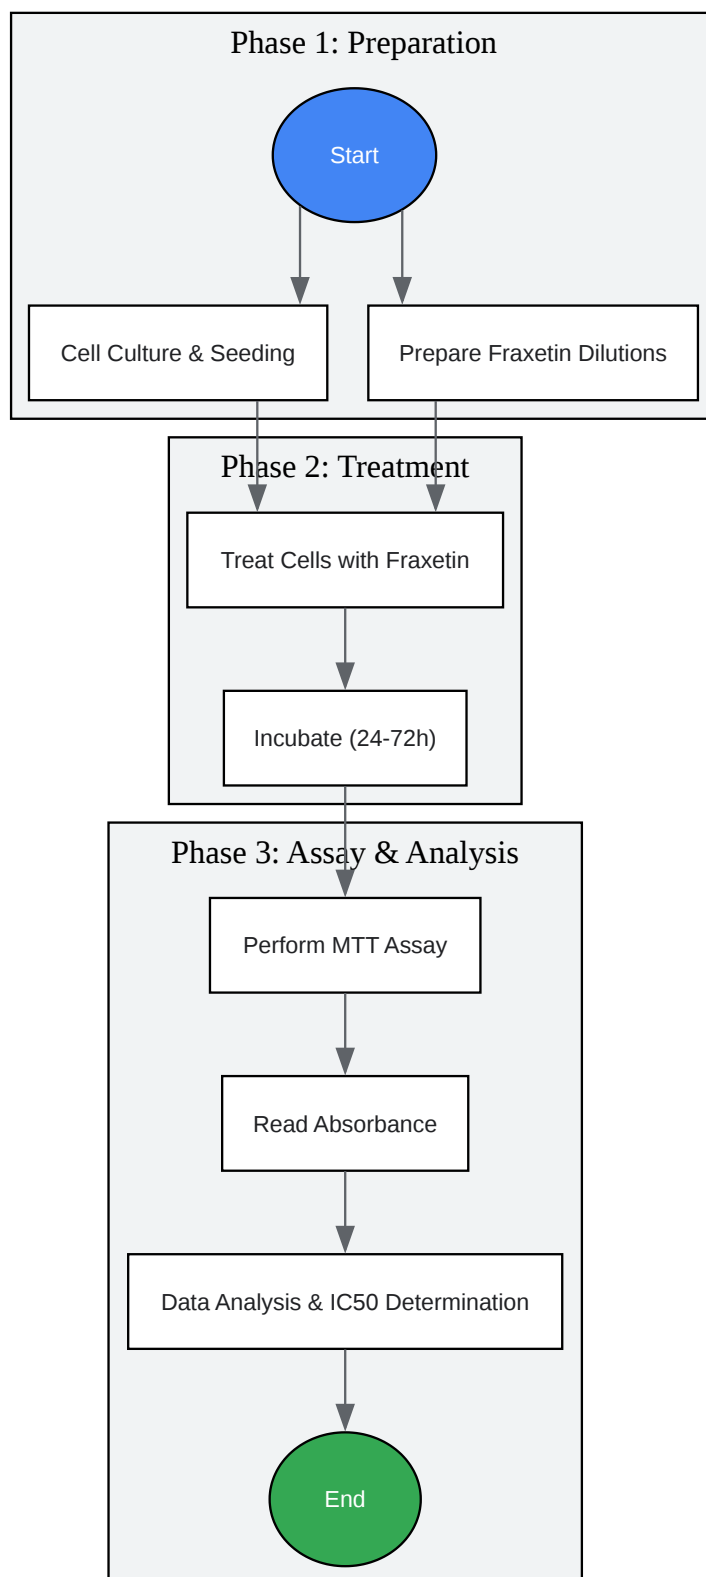 Phase 1: Preparation
Start
Cell Culture & Seeding
Prepare Fraxetin Dilutions
Phase 2: Treatment
Treat Cells with Fraxetin
Incubate (24-72h)
Phase 3: Assay & Analysis
Perform MTT Assay
Read Absorbance
Data Analysis & IC50 Determination
End